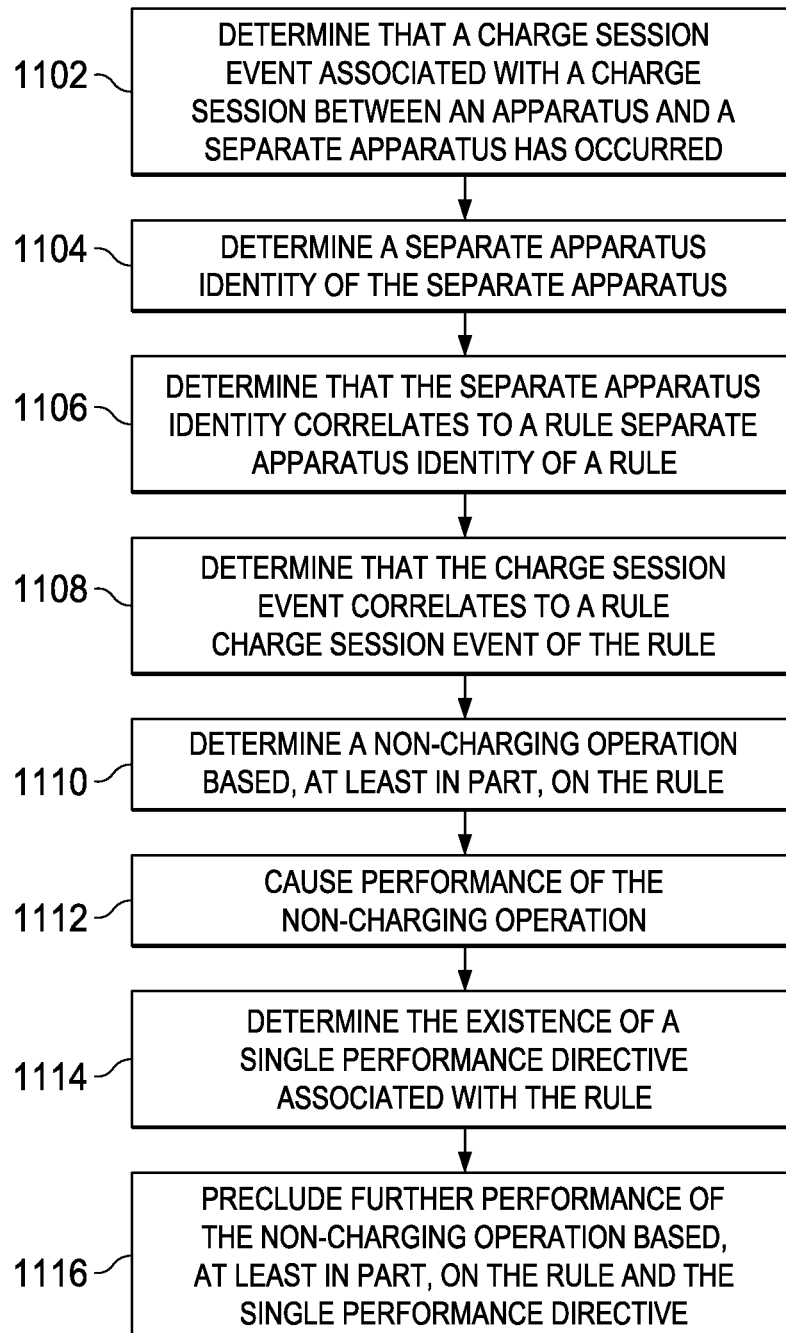 1102
DETERMINE THAT A CHARGE SESSION
EVENT ASSOCIATED WITH A CHARGE
SESSION BETWEEN AN APPARATUS AND A
SEPARATE APPARATUS HAS OCCURRED
1104
DETERMINE A SEPARATE APPARATUS
IDENTITY OF THE SEPARATE APPARATUS
1106
DETERMINE THAT THE SEPARATE APPARATUS
IDENTITY CORRELATES TO A RULE SEPARATE
APPARATUS IDENTITY OF A RULE
1108
DETERMINE THAT THE CHARGE SESSION
EVENT CORRELATES TO A RULE
CHARGE SESSION EVENT OF THE RULE
1110
DETERMINE A NON-CHARGING OPERATION
BASED, AT LEAST IN PART, ON THE RULE
1112
CAUSE PERFORMANCE OF THE
NON-CHARGING OPERATION
1114
DETERMINE THE EXISTENCE OF A
SINGLE PERFORMANCE DIRECTIVE
ASSOCIATED WITH THE RULE
1116
PRECLUDE FURTHER PERFORMANCE OF
THE NON-CHARGING OPERATION BASED,
AT LEAST IN PART, ON THE RULE AND THE
SINGLE PERFORMANCE DIRECTIVE